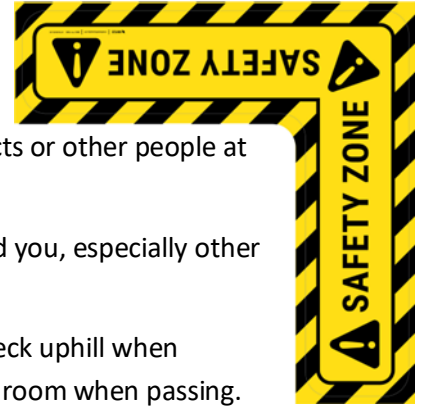 SAFETY ZONE
SAFETY ZONE
cts or other people at
d you, especially other
eck uphill when
room when passing.